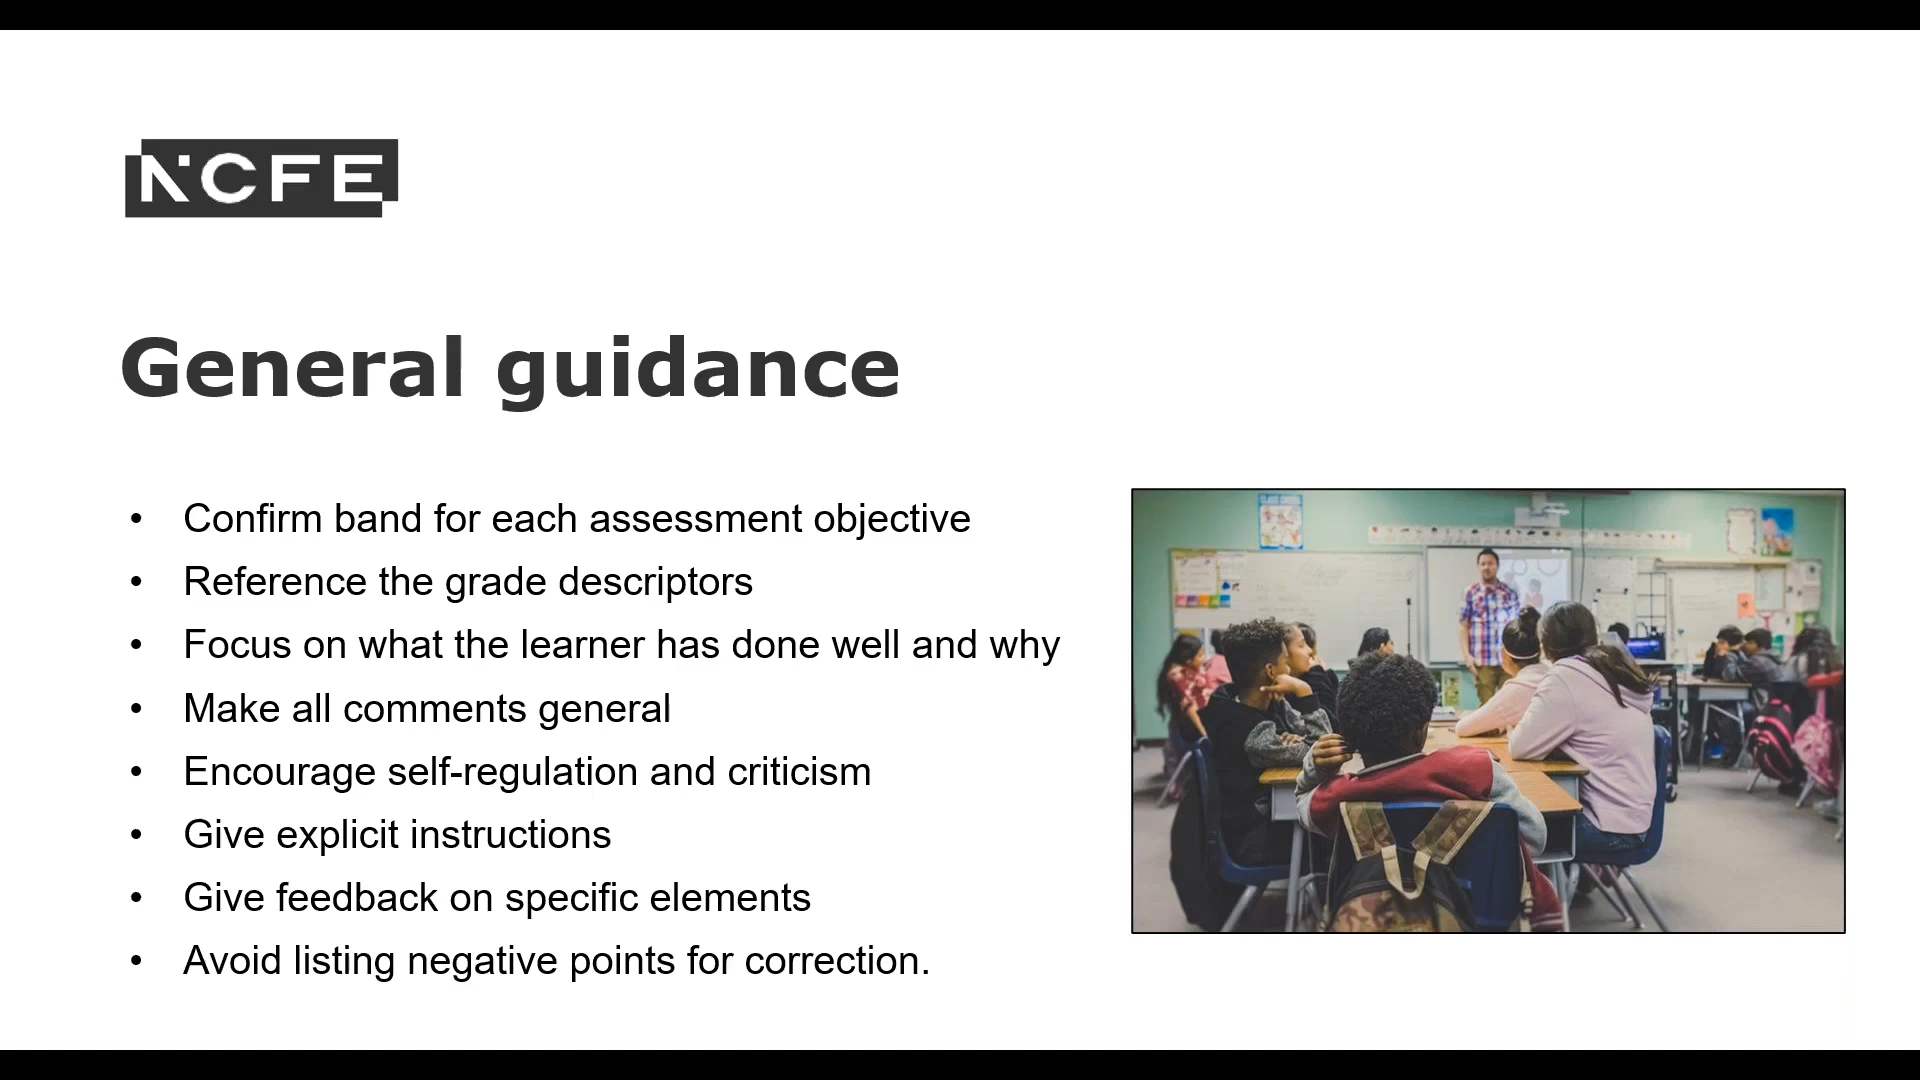 NCFE
General guidance
• Confirm band for each assessment objective
• Reference the grade descriptors
• Focus on what the learner has done well and why
• Make all comments general
• Encourage self-regulation and criticism
• Give explicit instructions
• Give feedback on specific elements
• Avoid listing negative points for correction.